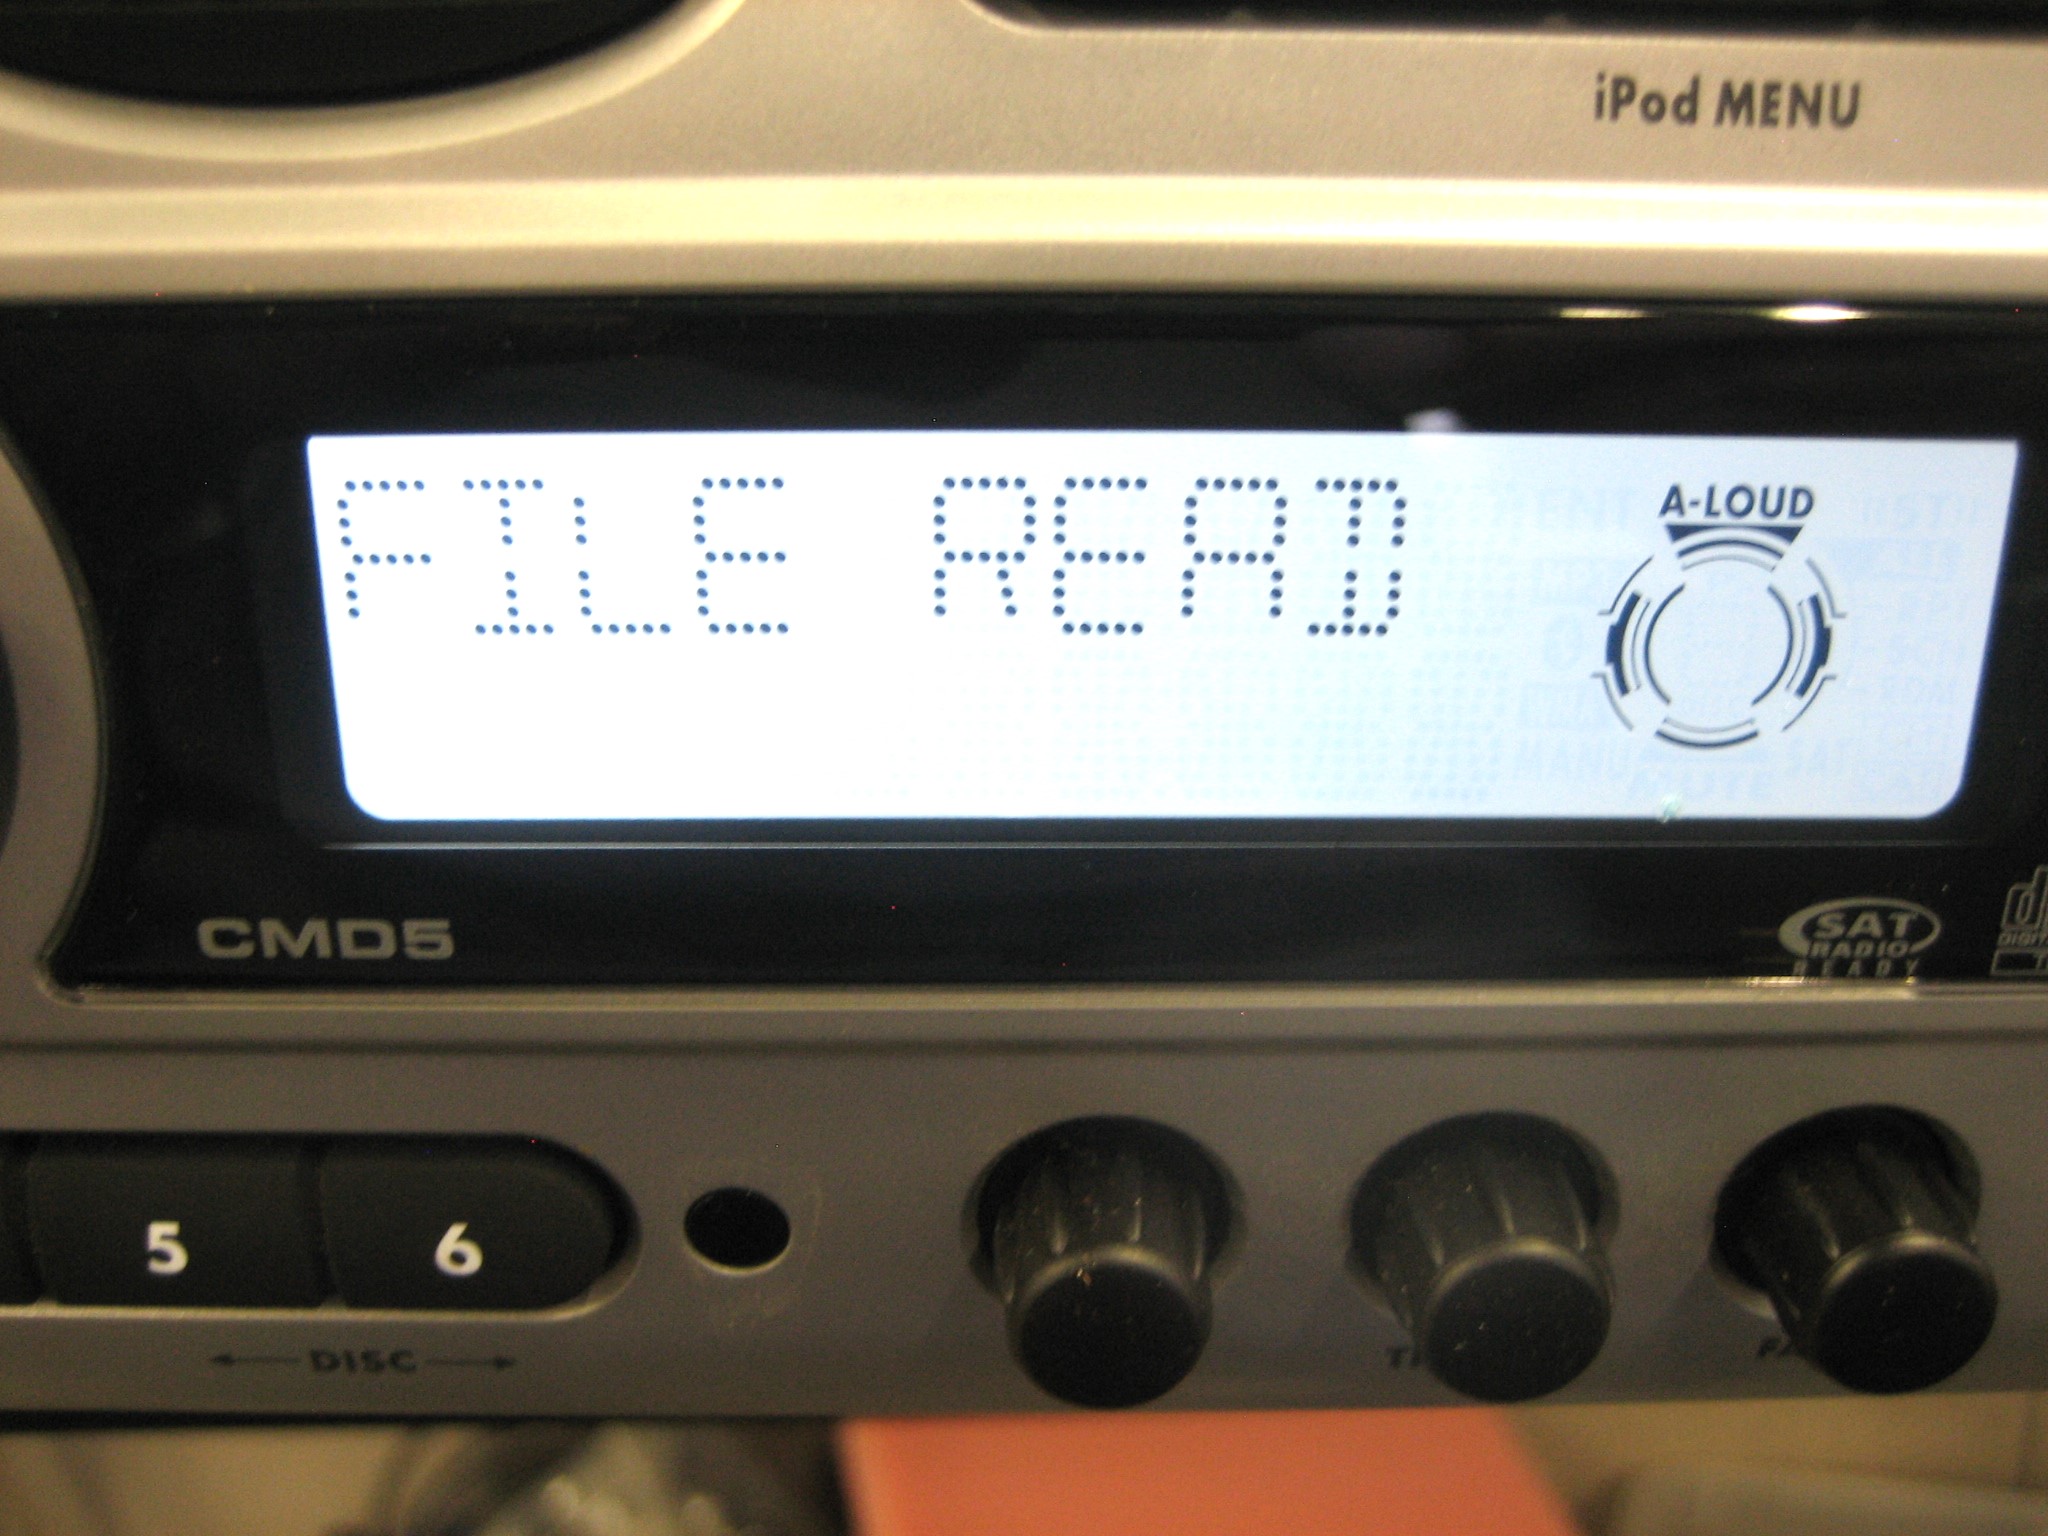 iPod MENU
FILE READ
A-LOUD
CMD5
SAT
RADIO
READY
5 6
DISC